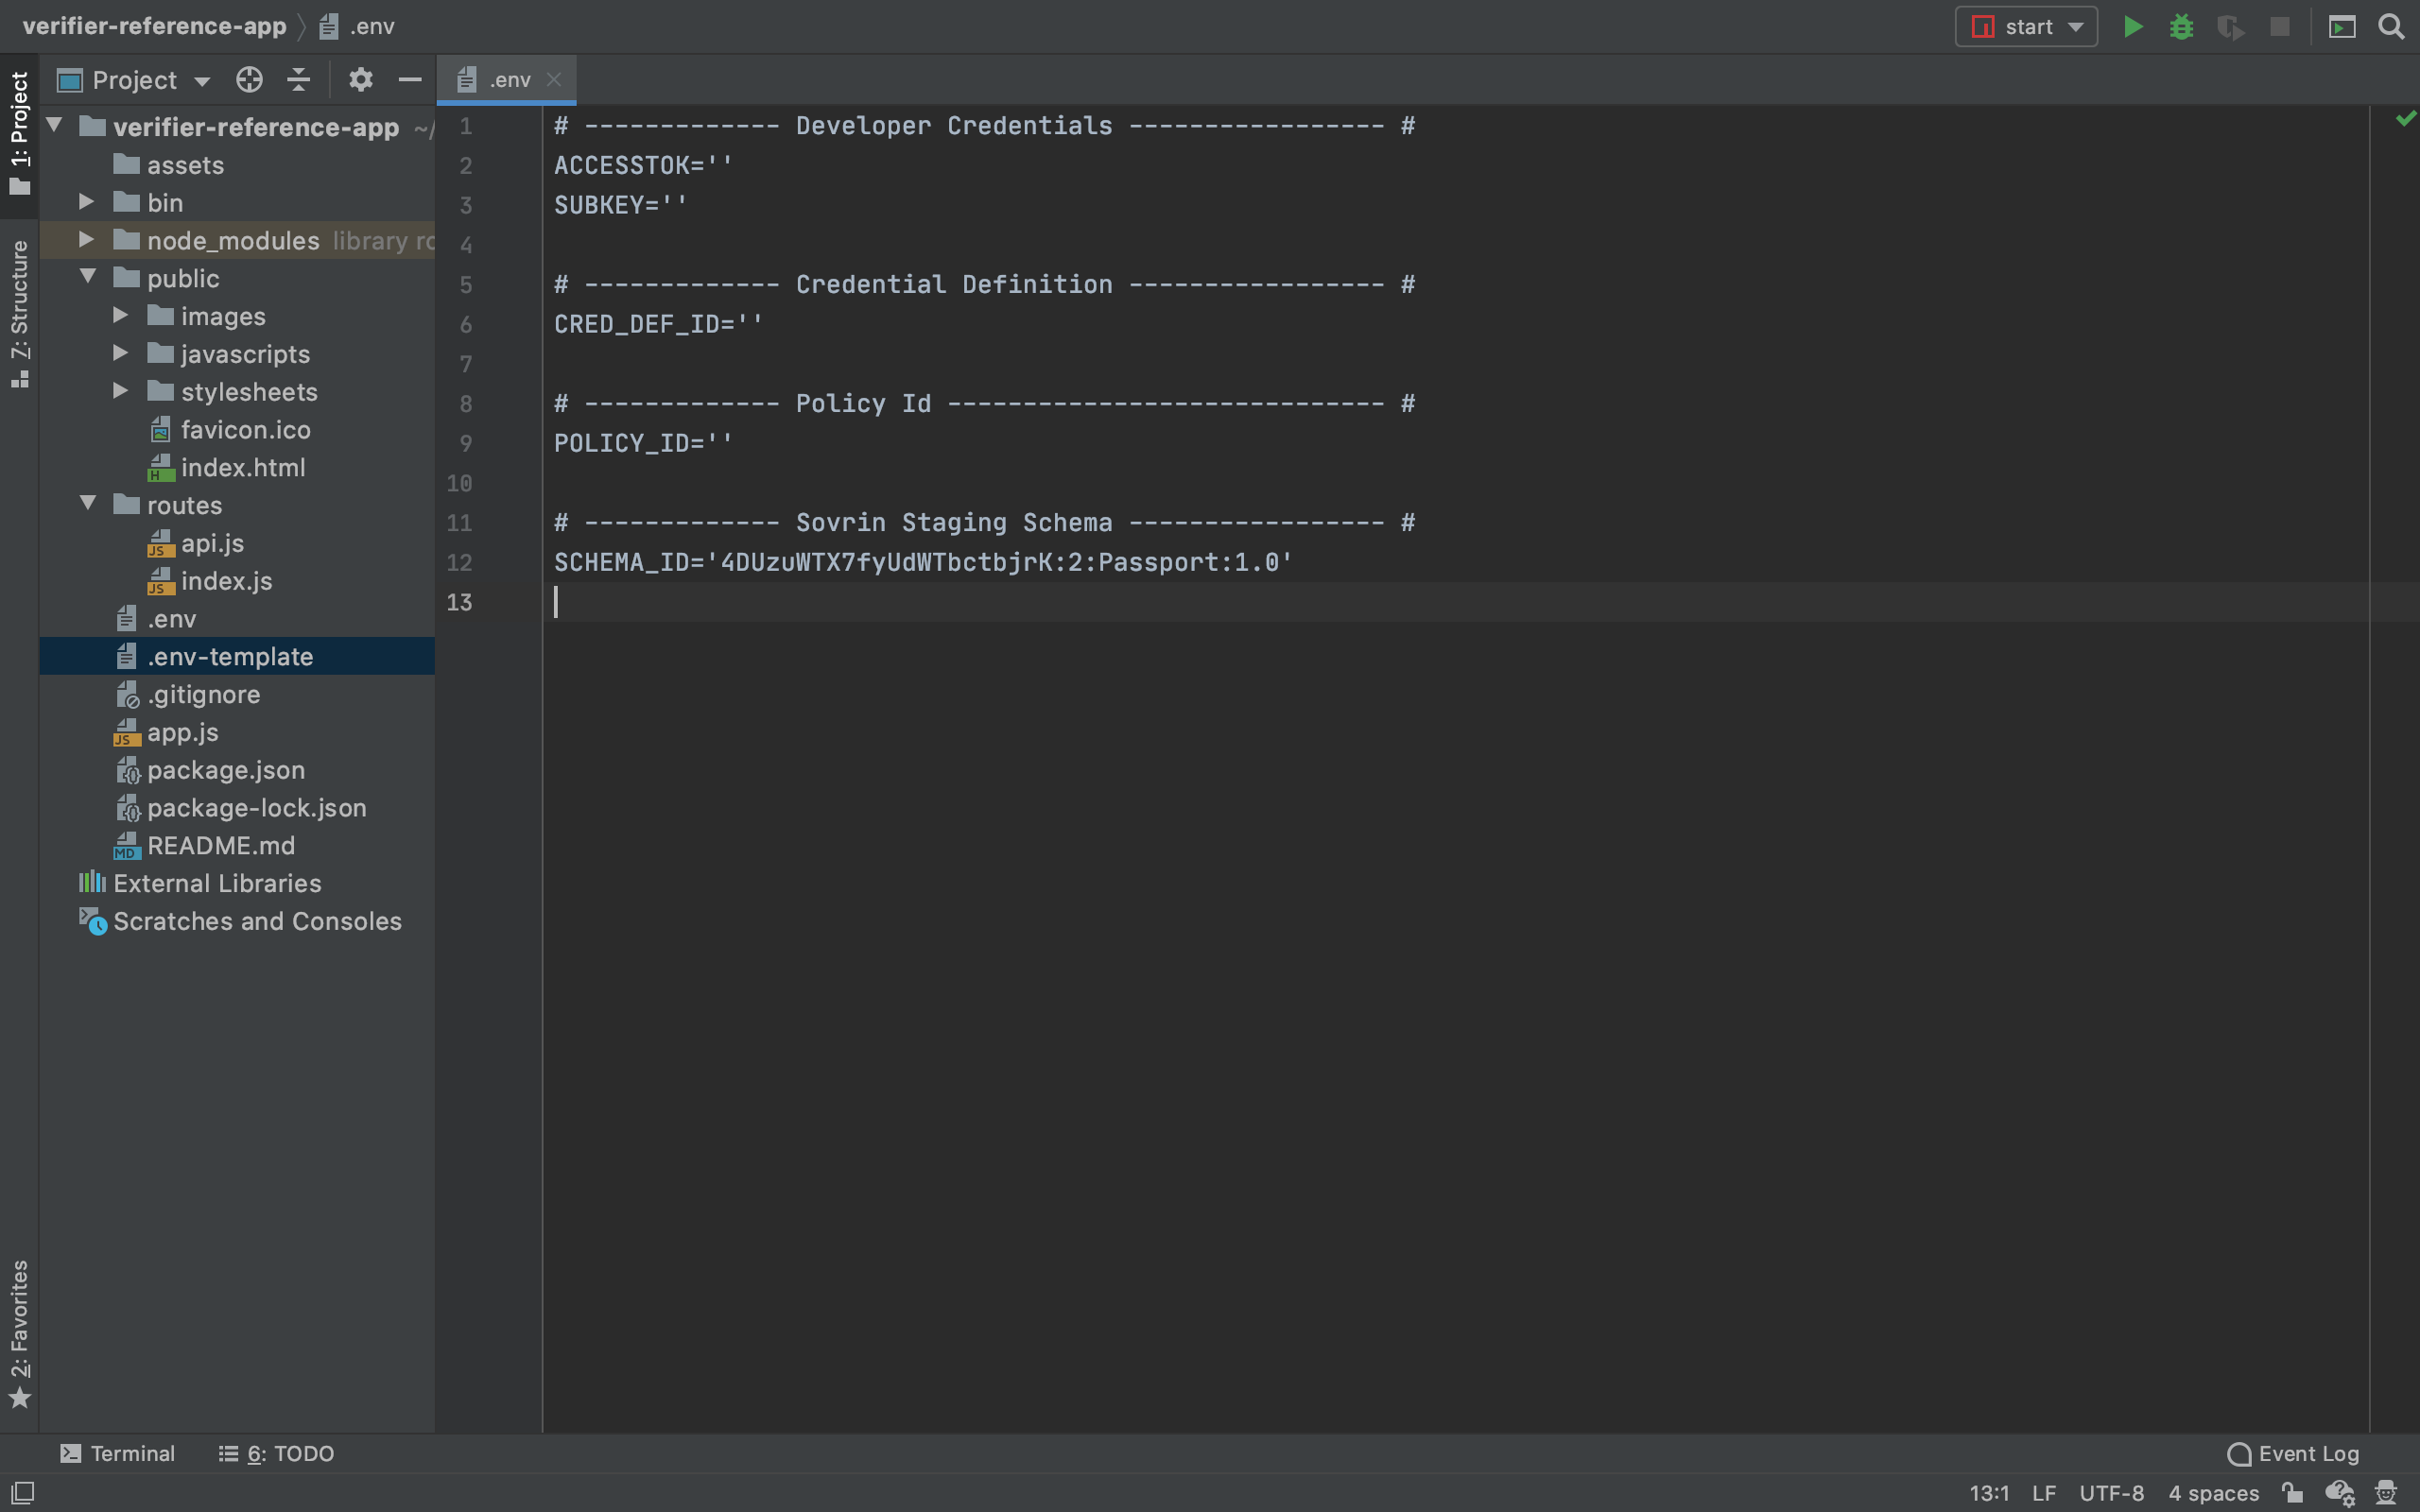 verifier-reference-app
.env
start
1: Project
7: Structure
2: Favorites
Project
verifier-reference-app ~/
assets
bin
node_modules library ro
public
images
javascripts
stylesheets
favicon.ico
index.html
routes
api.js
index.js
.env
.env-template
.gitignore
app.js
package.json
package-lock.json
README.md
External Libraries
Scratches and Consoles
.env
1 # ------------- Developer Credentials ----------------- #
2 ACCESSTOK=''
3 SUBKEY=''
4
5 # ------------- Credential Definition ----------------- #
6 CRED_DEF_ID=''
7
8 # ------------- Policy Id ----------------------------- #
9 POLICY_ID=''
10
11 # ------------- Sovrin Staging Schema ----------------- #
12 SCHEMA_ID='4DUzuWTX7fyUdWTbctbjrK:2:Passport:1.0'
13
Terminal
6: TODO
Event Log
13:1 LF UTF-8 4 spaces